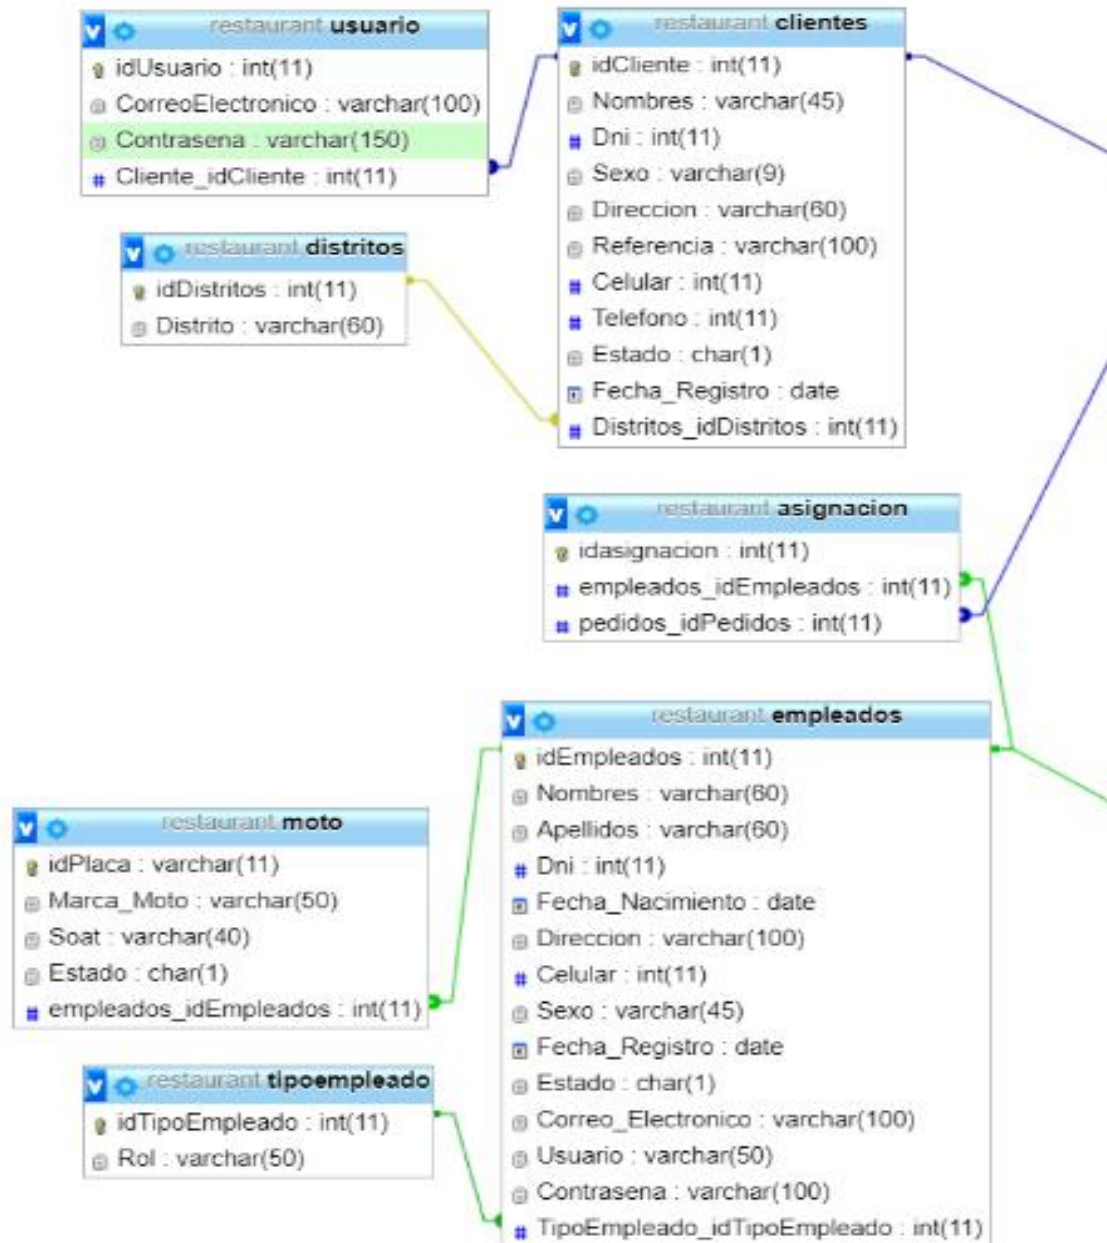 restaurant usuario
idUsuario : int(11)
CorreoElectronico : varchar(100)
Contrasena : varchar(150)
Cliente_idCliente : int(11)
restaurant clientes
idCliente : int(11)
Nombres : varchar(45)
Dni : int(11)
Sexo : varchar(9)
Direccion : varchar(60)
Referencia : varchar(100)
Celular : int(11)
Telefono : int(11)
Estado : char(1)
Fecha_Registro : date
Distritos_idDistritos : int(11)
restaurant distritos
idDistritos : int(11)
Distrito : varchar(60)
restaurant asignacion
idasignacion : int(11)
empleados_idEmpleados : int(11)
pedidos_idPedidos : int(11)
restaurant empleados
idEmpleados : int(11)
Nombres : varchar(60)
Apellidos : varchar(60)
Dni : int(11)
Fecha_Nacimiento : date
Direccion : varchar(100)
Celular : int(11)
Sexo : varchar(45)
Fecha_Registro : date
Estado : char(1)
Correo_Electronico : varchar(100)
Usuario : varchar(50)
Contrasena : varchar(100)
TipoEmpleado_idTipoEmpleado : int(11)
restaurant moto
idPlaca : varchar(11)
Marca_Moto : varchar(50)
Soat : varchar(40)
Estado : char(1)
empleados_idEmpleados : int(11)
restaurant tipoempleado
idTipoEmpleado : int(11)
Rol : varchar(50)